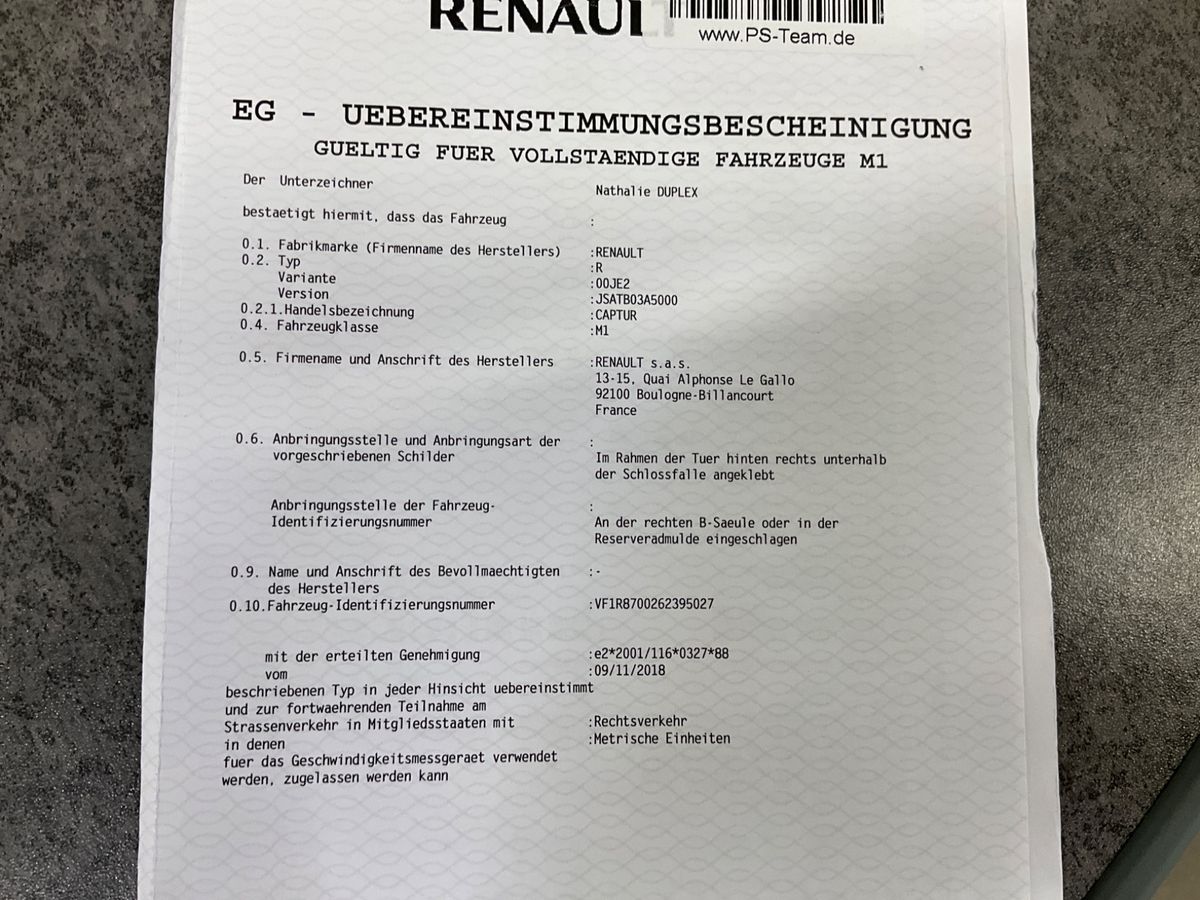 RENAULT
www.PS-Team.de
EG - UEBEREINSTIMMUNGSBESCHEINIGUNG
GUELTIG FUER VOLLSTAENDIGE FAHRZEUGE M1
Der Unterzeichner Nathalie DUPLEX
bestaetigt hiermit, dass das Fahrzeug :
0.1. Fabrikmarke (Firmenname des Herstellers) :RENAULT
0.2. Typ :R
Variante :00JE2
Version :JSATB03A5000
0.2.1.Handelsbezeichnung :CAPTUR
0.4. Fahrzeugklasse :M1
0.5. Firmename und Anschrift des Herstellers :RENAULT s.a.s.
13-15, Quai Alphonse Le Gallo
92100 Boulogne-Billancourt
France
0.6. Anbringungsstelle und Anbringungsart der :
vorgeschriebenen Schilder Im Rahmen der Tuer hinten rechts unterhalb
der Schlossfalle angeklebt
Anbringungsstelle der Fahrzeug- :
Identifizierungsnummer An der rechten B-Saeule oder in der
Reserveradmulde eingeschlagen
0.9. Name und Anschrift des Bevollmaechtigten :-
des Herstellers
0.10.Fahrzeug-Identifizierungsnummer :VF1R8700262395027
mit der erteilten Genehmigung :e2*2001/116*0327*88
vom :09/11/2018
beschriebenen Typ in jeder Hinsicht uebereinstimmt
und zur fortwaehrenden Teilnahme am
Strassenverkehr in Mitgliedsstaaten mit :Rechtsverkehr
in denen :Metrische Einheiten
fuer das Geschwindigkeitsmessgeraet verwendet
werden, zugelassen werden kann